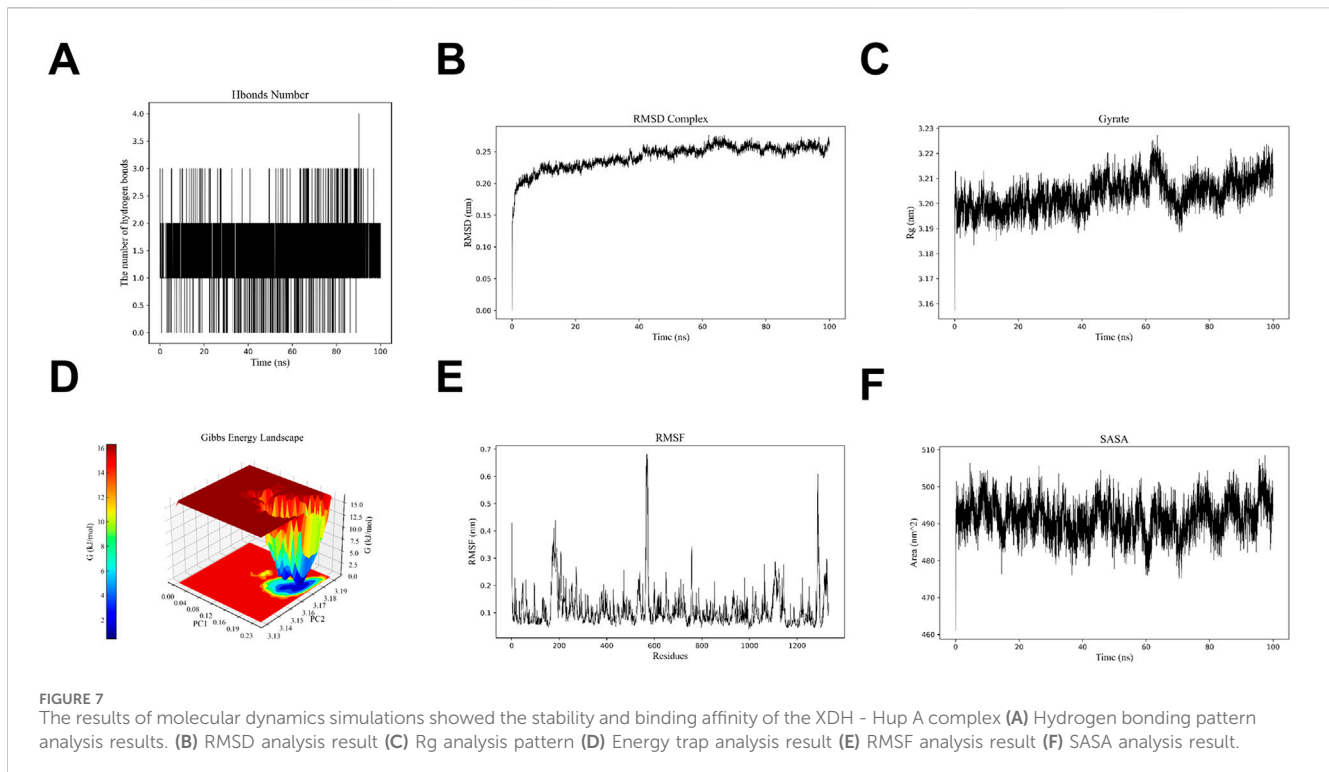 A
Hbonds Number
The number of hydrogen bonds
4.0
3.5
3.0
2.5
2.0
1.5
1.0
0.5
0.0
0 20 40 60 80 100
Time (ns)
B
RMSD Complex
RMSD (nm)
0.25
0.20
0.15
0.10
0.05
0.00
0 20 40 60 80 100
Time (ns)
C
Gyrate
Rg (nm)
3.23
3.22
3.21
3.20
3.19
3.18
3.17
3.16
0 20 40 60 80 100
Time (ns)
D
Gibbs Energy Landscape
G (kJ/mol)
16
14
12
10
8
6
4
2
15.0
12.5
10.0
7.5
5.0
2.5
0.0
G (kJ/mol)
0.00 0.04 0.08 0.12 0.16 0.19 0.23
PC1
3.13 3.14 3.15 3.16 3.17 3.18 3.19
PC2
E
RMSF
RMSF (nm)
0.7
0.6
0.5
0.4
0.3
0.2
0.1
0 200 400 600 800 1000 1200
Residues
F
SASA
Area (nm^2)
510
500
490
480
470
460
0 20 40 60 80 100
Time (ns)
FIGURE 7
The results of molecular dynamics simulations showed the stability and binding affinity of the XDH - Hup A complex (A) Hydrogen bonding pattern
analysis results. (B) RMSD analysis result (C) Rg analysis pattern (D) Energy trap analysis result (E) RMSF analysis result (F) SASA analysis result.